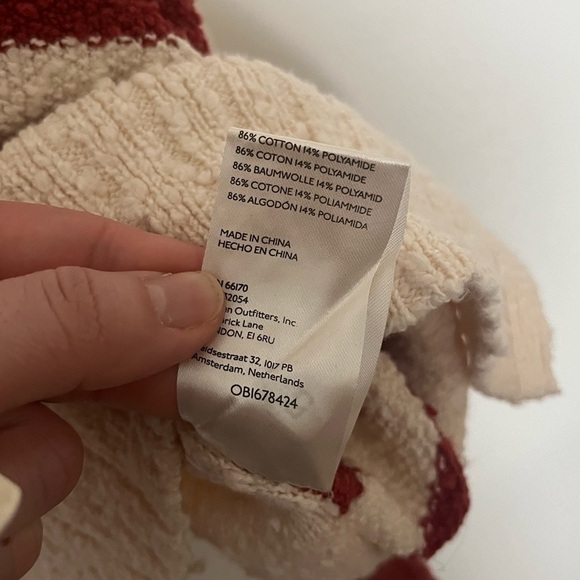 86% COTTON 14% POLYAMIDE
86% COTON 14% POLYAMIDE
86% BAUMWOLLE 14% POLYAMID
86% COTONE 14% POLIAMMIDE
86% ALGODÓN 14% POLIAMIDA
MADE IN CHINA
HECHO EN CHINA
66170
Outfitters, Inc
Lane
E1 6RU
32, 1017 PB
Amsterdam, Netherlands
OB1678424